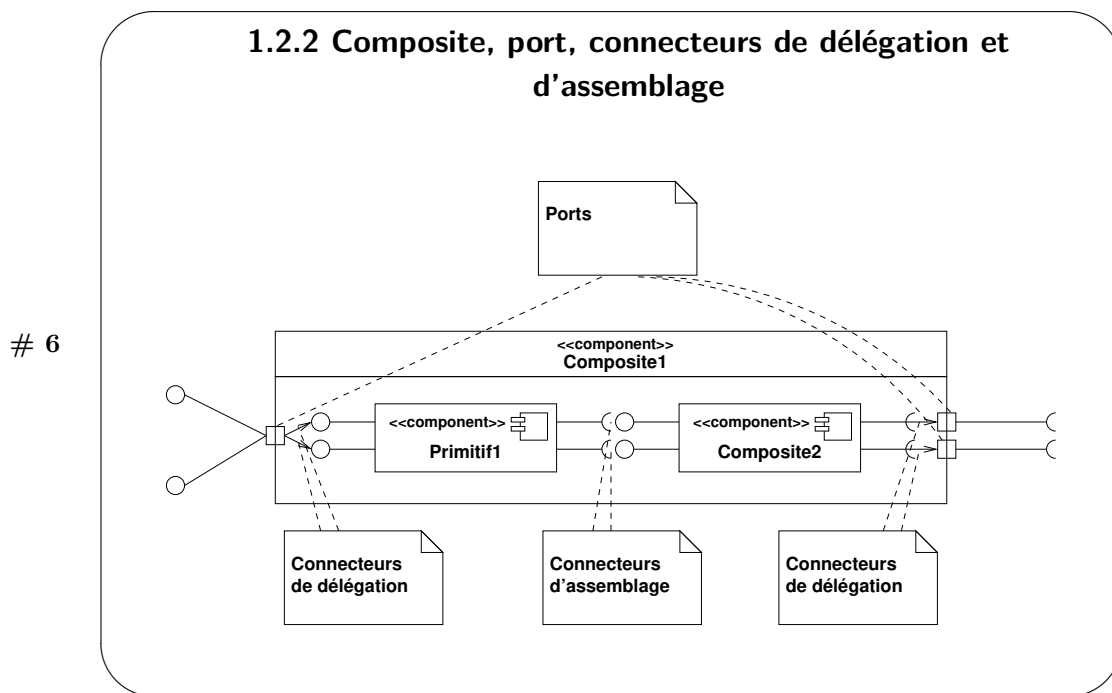 1.2.2 Composite, port, connecteurs de délégation et
d'assemblage
Ports
# 6
<<component>>
Composite1
<<component>>
Primitif1
<<component>>
Composite2
Connecteurs
de délégation
Connecteurs
d'assemblage
Connecteurs
de délégation